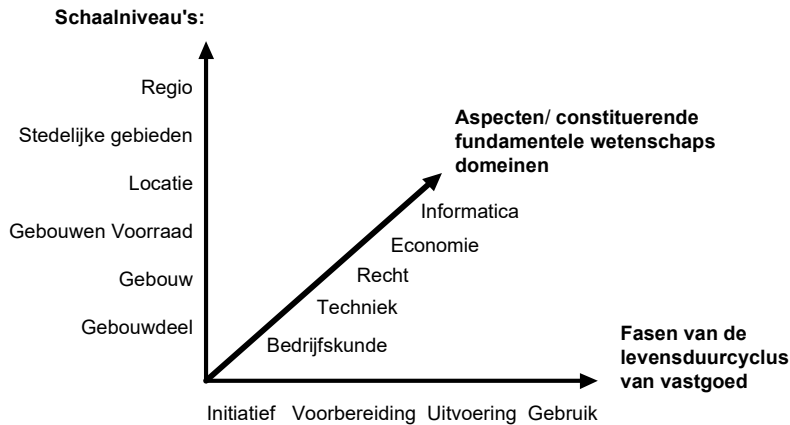 Schaalniveau's:
Regio
Stedelijke gebieden
Locatie
Gebouwen Voorraad
Gebouw
Gebouwdeel
Aspecten/ constituerende
fundamentele wetenschaps
domeinen
Informatica
Economie
Recht
Techniek
Bedrijfskunde
Fasen van de
levensduurcyclus
van vastgoed
Initiatief Voorbereiding Uitvoering Gebruik